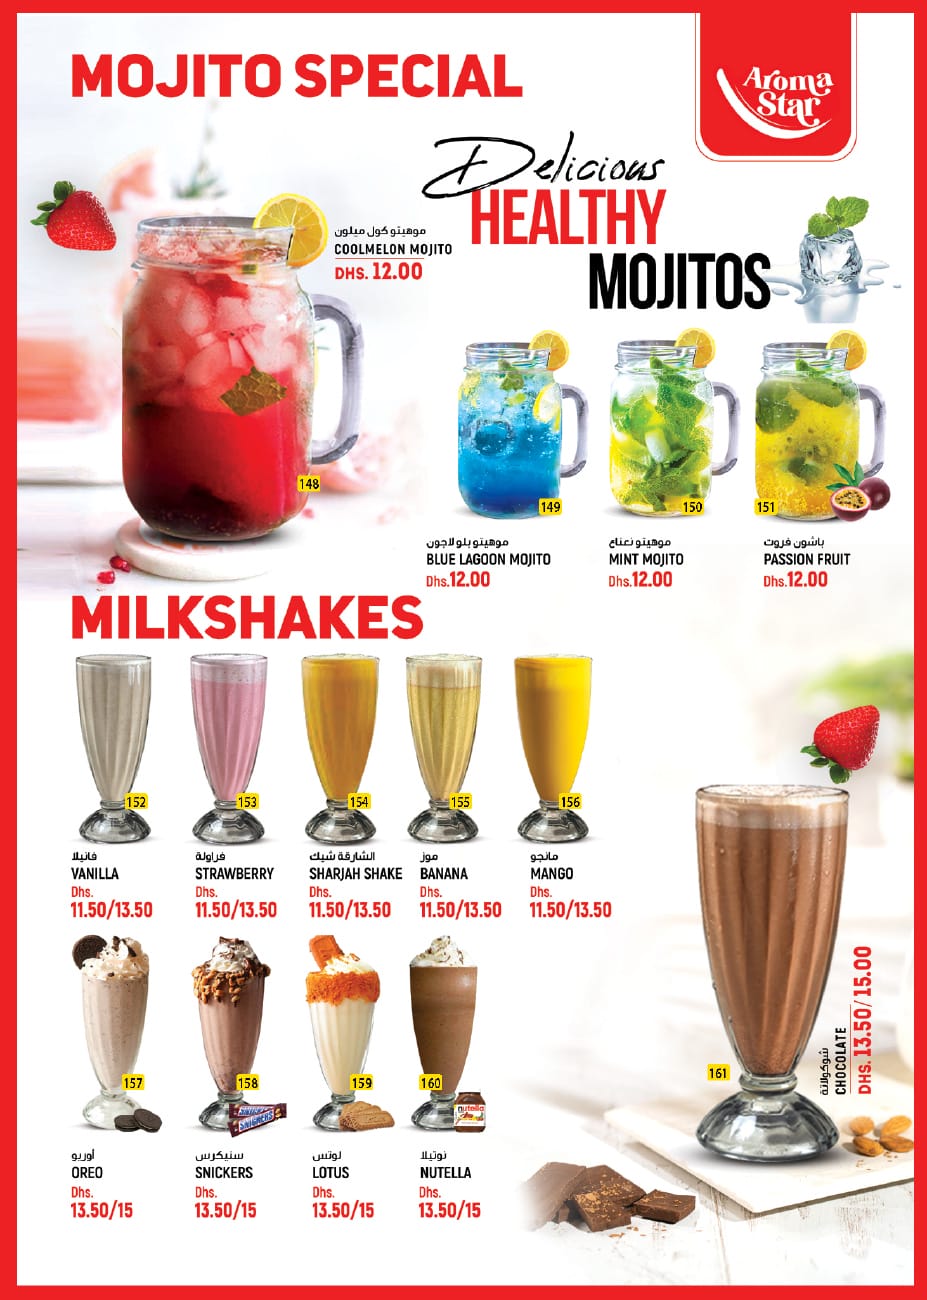 MOJITO SPECIAL
Aroma
Star
Delicious
HEALTHY
MOJITOS
موهيتو كول ميلون
COOLMELON MOJITO
DHS. 12.00
148
149
موهيتو بلو لاجون
BLUE LAGOON MOJITO
Dhs.12.00
150
موهيتو نعناع
MINT MOJITO
Dhs.12.00
151
باشون فروت
PASSION FRUIT
Dhs.12.00
MILKSHAKES
152
فانيلا
VANILLA
Dhs.
11.50/13.50
153
فراولة
STRAWBERRY
Dhs.
11.50/13.50
154
الشارقة شيك
SHARJAH SHAKE
Dhs.
11.50/13.50
155
موز
BANANA
Dhs.
11.50/13.50
156
مانجو
MANGO
Dhs.
11.50/13.50
157
أوريو
OREO
Dhs.
13.50/15
158
SNICKERS
سنيكرس
SNICKERS
Dhs.
13.50/15
159
لوتس
LOTUS
Dhs.
13.50/15
160
nutella
نوتيلا
NUTELLA
Dhs.
13.50/15
161
شوكولاتة
CHOCOLATE
DHS. 13.50/ 15.00